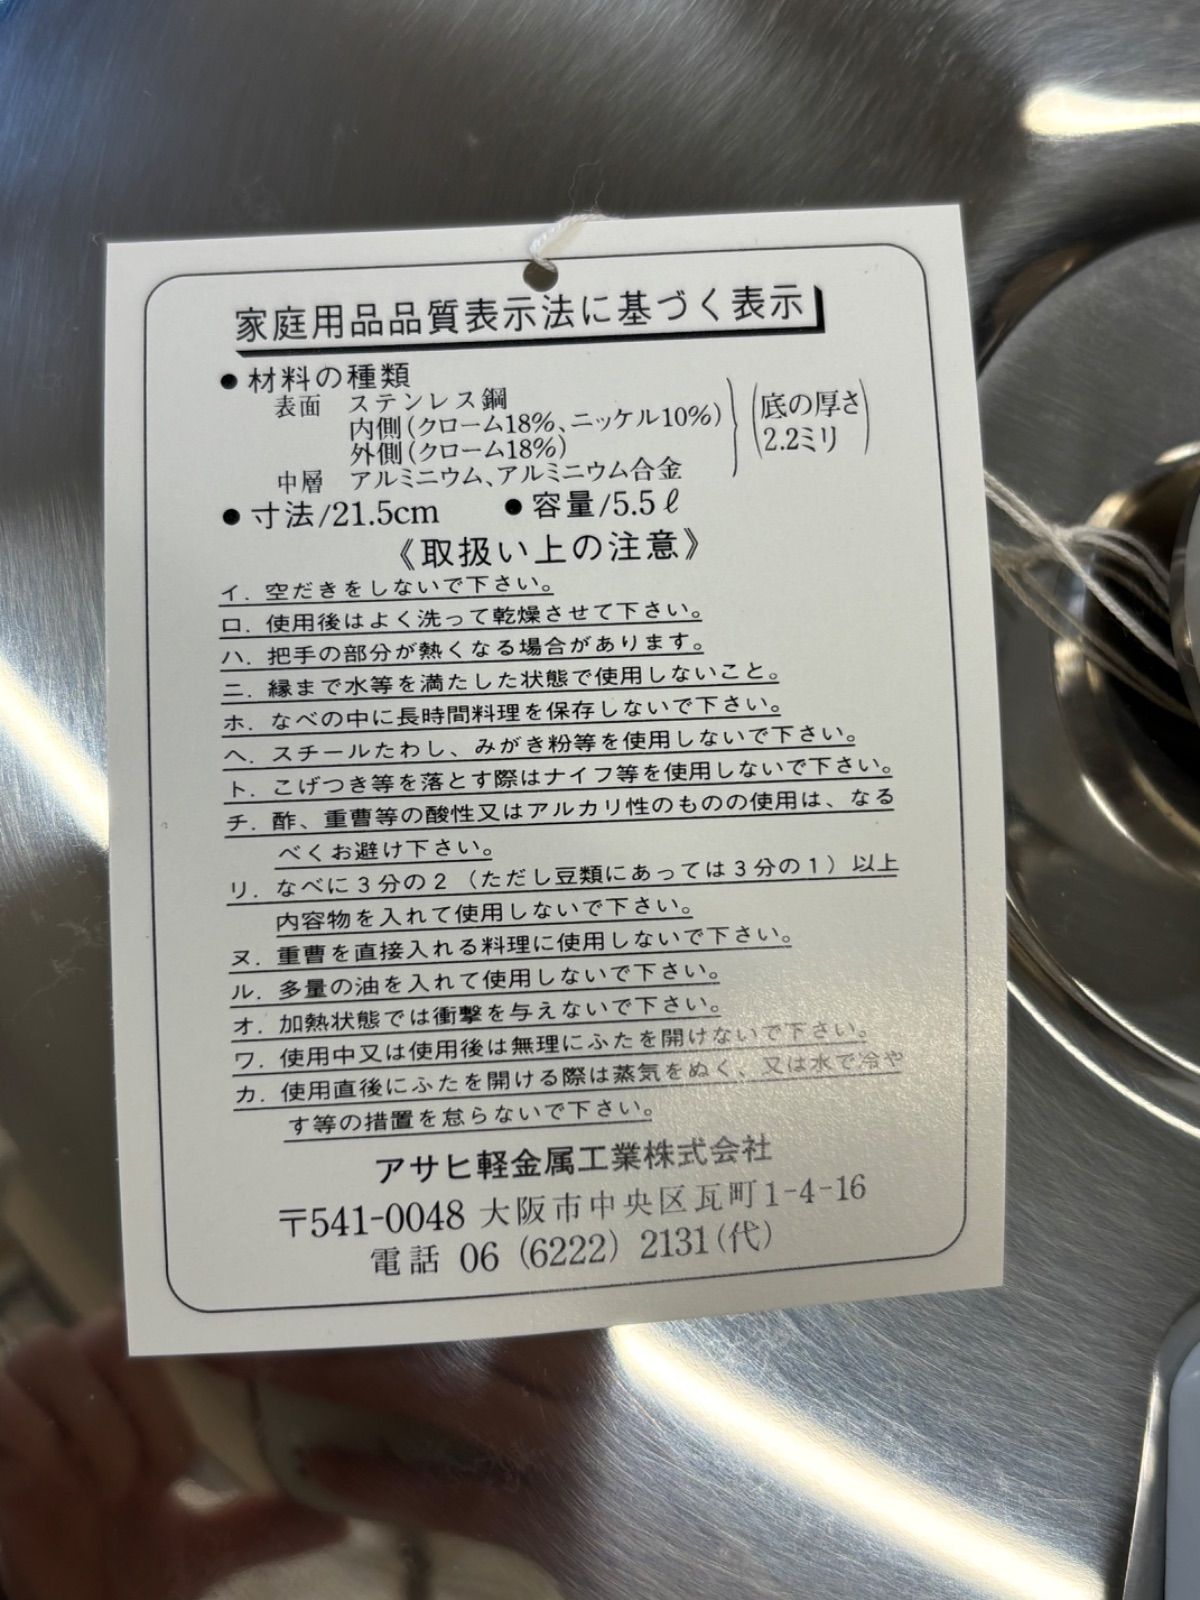 家庭用品品質表示法に基づく表示
●材料の種類
表面 ステンレス鋼
内側(クローム18%、ニッケル10%)
外側(クローム18%)
中層 アルミニウム、アルミニウム合金
(底の厚さ
2.2ミリ)
●寸法/21.5cm ●容量/5.5ℓ
《取扱い上の注意》
イ. 空だきをしないで下さい。
ロ. 使用後はよく洗って乾燥させて下さい。
ハ. 把手の部分が熱くなる場合があります。
ニ. 縁まで水等を満たした状態で使用しないこと。
ホ. なべの中に長時間料理を保存しないで下さい。
ヘ. スチールたわし、みがき粉等を使用しないで下さい。
ト. こげつき等を落とす際はナイフ等を使用しないで下さい。
チ. 酢、重曹等の酸性又はアルカリ性のものの使用は、なる
べくお避け下さい。
リ. なべに3分の2(ただし豆類にあっては3分の1)以上
内容物を入れて使用しないで下さい。
ヌ. 重曹を直接入れる料理に使用しないで下さい。
ル. 多量の油を入れて使用しないで下さい。
オ. 加熱状態では衝撃を与えないで下さい。
ワ. 使用中又は使用後は無理にふたを開けないで下さい。
カ. 使用直後にふたを開ける際は蒸気をぬく、又は水で冷や
す等の措置を怠らないで下さい。
アサヒ軽金属工業株式会社
〒541-0048 大阪市中央区瓦町1-4-16
電話 06 (6222) 2131(代)